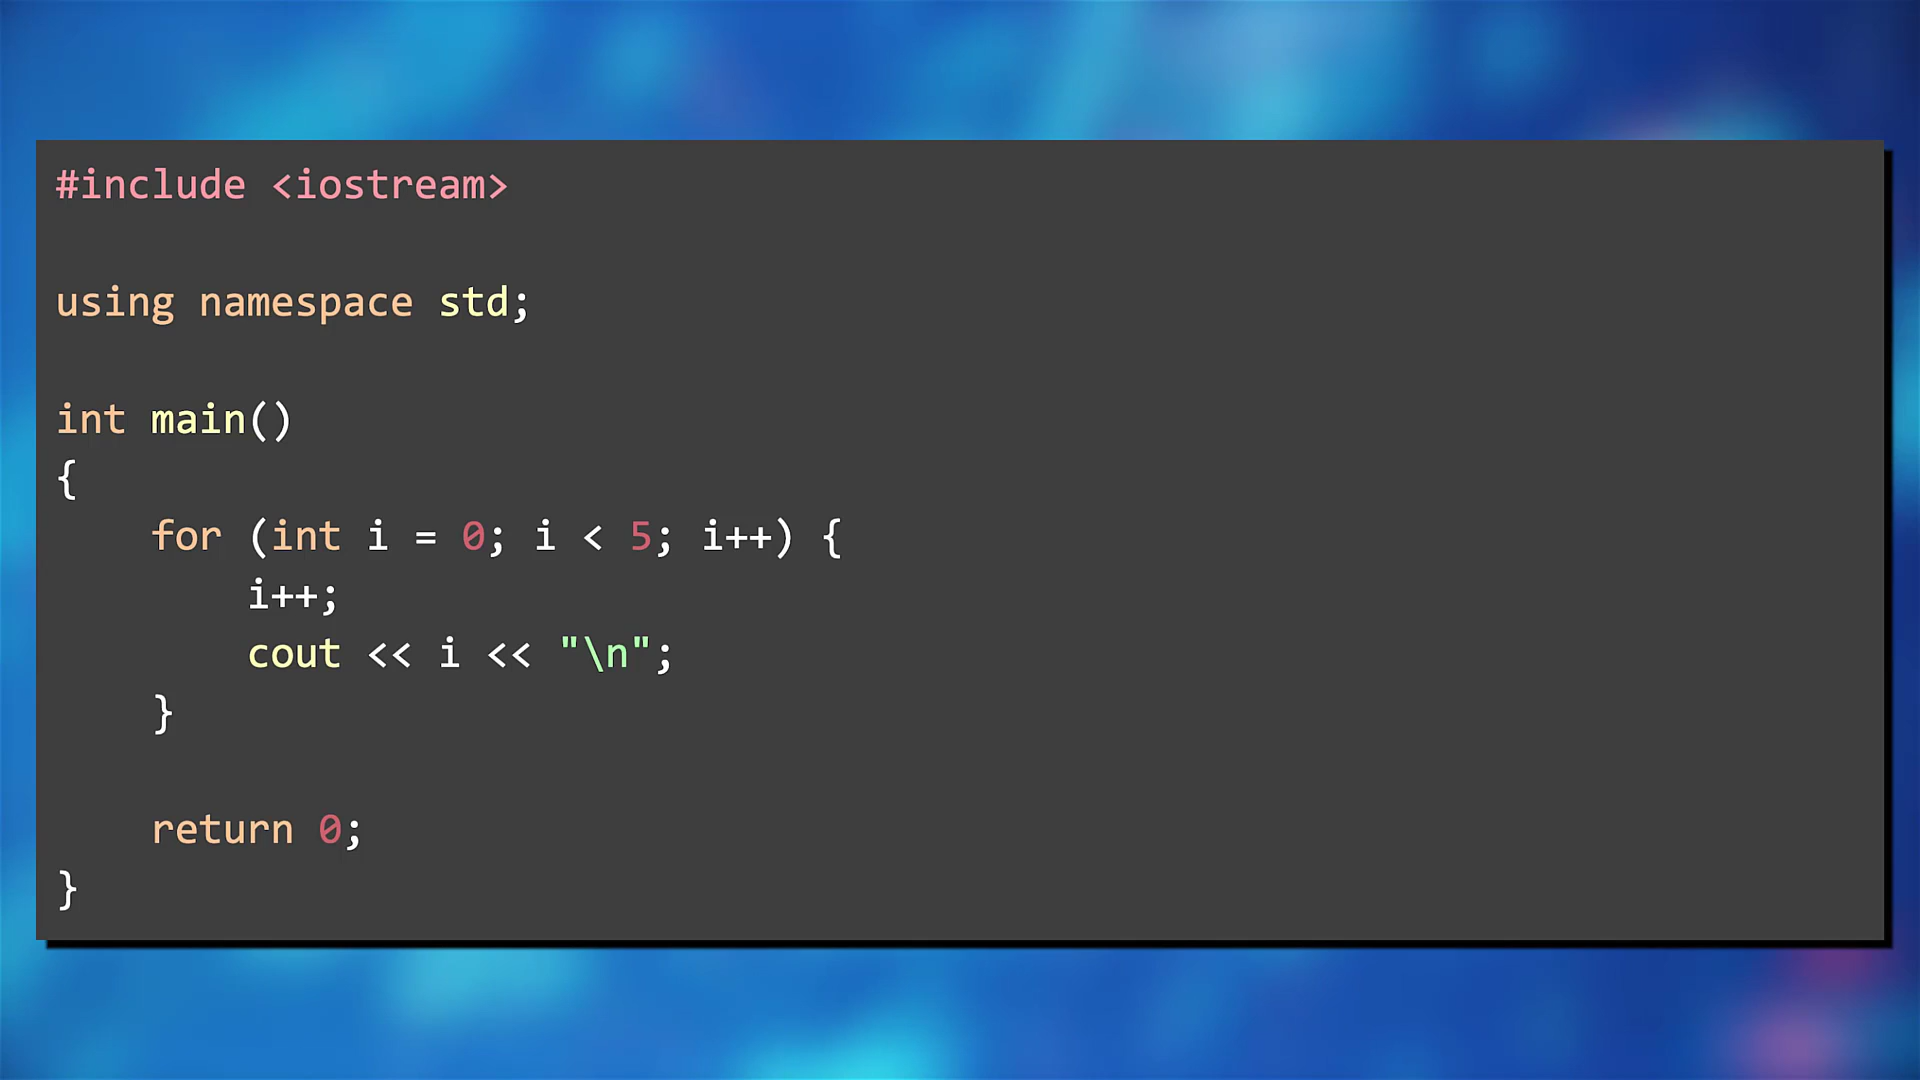 #include <iostream>
using namespace std;
int main()
{
    for (int i = 0; i < 5; i++) {
        i++;
        cout << i << "\n";
    }
    return 0;
}